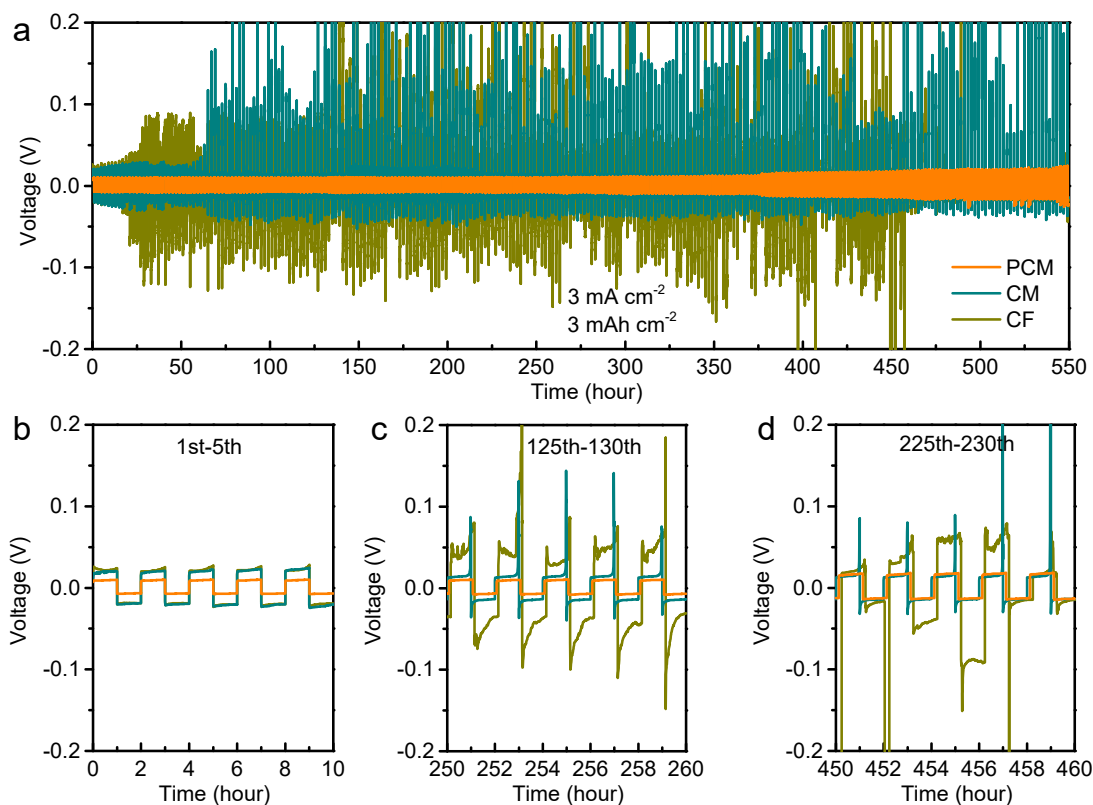 a
0.2
0.1
0.0
-0.1
-0.2
Voltage (V)
3 mA cm⁻²
3 mAh cm⁻²
PCM
CM
CF
0 50 100 150 200 250 300 350 400 450 500 550
Time (hour)
b
1st-5th
0.2
0.1
0.0
-0.1
-0.2
Voltage (V)
0 2 4 6 8 10
Time (hour)
c
125th-130th
0.2
0.1
0.0
-0.1
-0.2
Voltage (V)
250 252 254 256 258 260
Time (hour)
d
225th-230th
0.2
0.1
0.0
-0.1
-0.2
Voltage (V)
450 452 454 456 458 460
Time (hour)